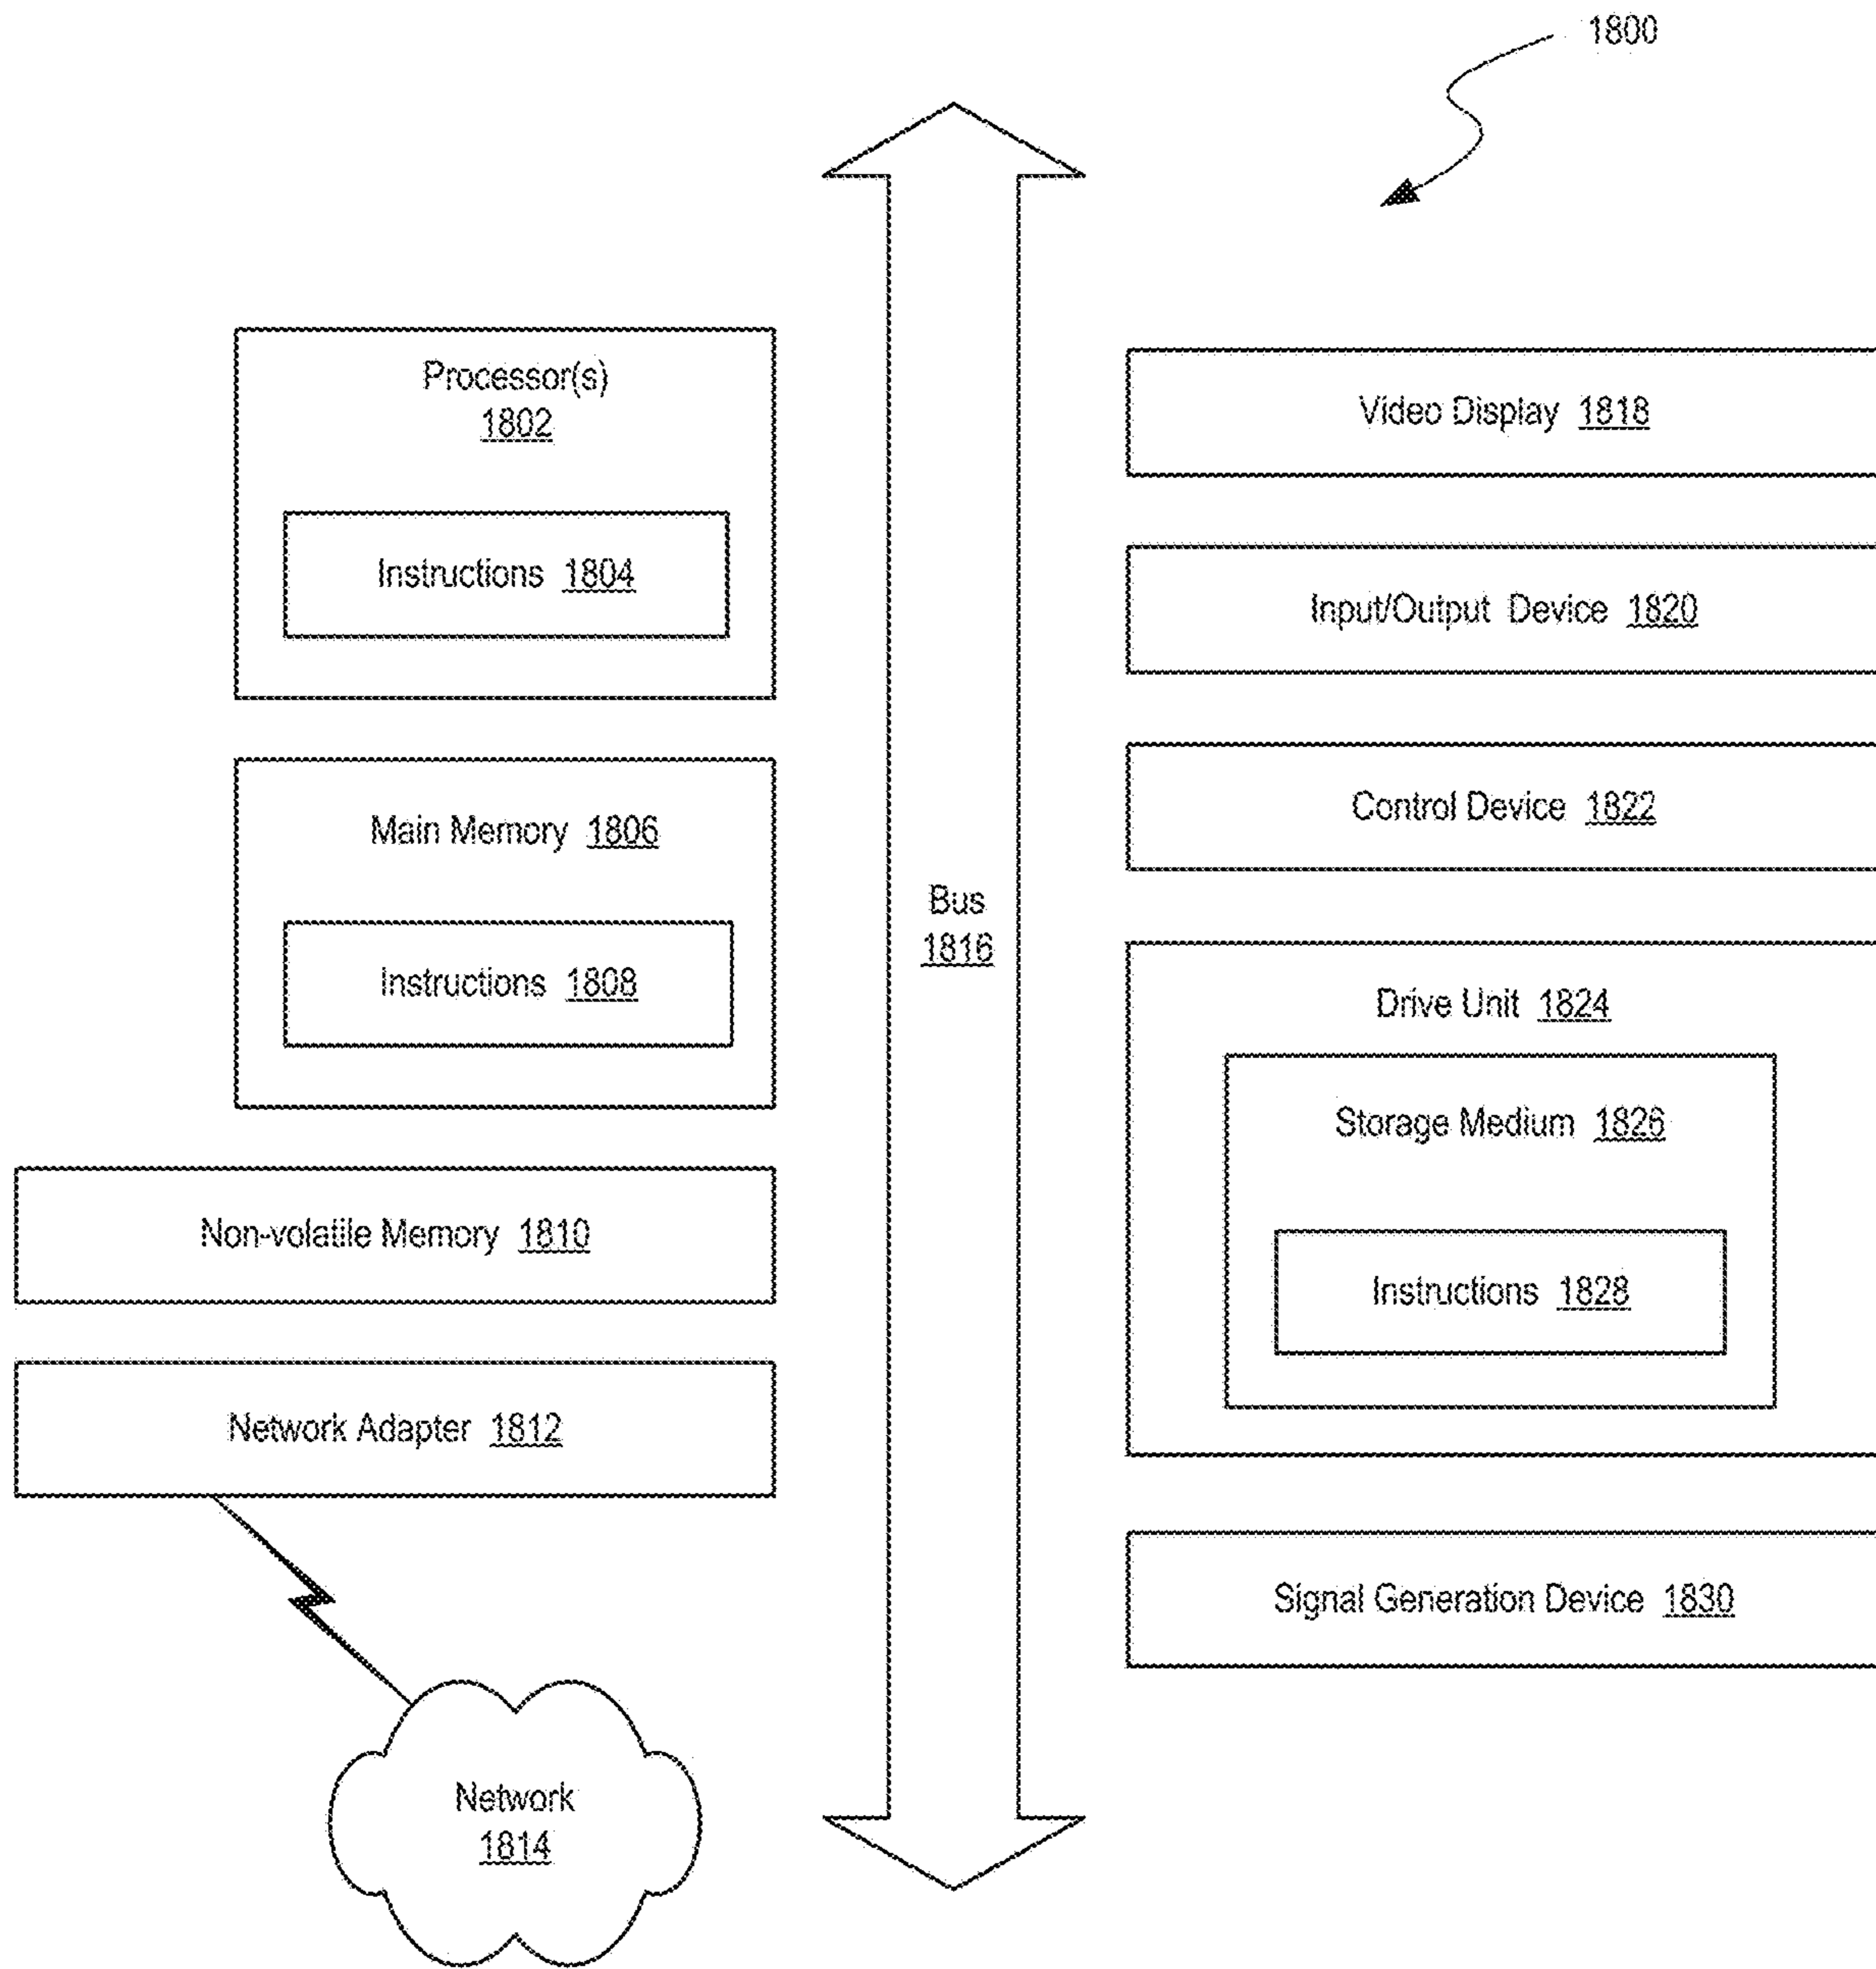 1800
Processor(s)
1802
Instructions 1804
Main Memory 1806
Instructions 1808
Non-volatile Memory 1810
Network Adapter 1812
Network
1814
Bus
1816
Video Display 1818
Input/Output Device 1820
Control Device 1822
Drive Unit 1824
Storage Medium 1826
Instructions 1828
Signal Generation Device 1830